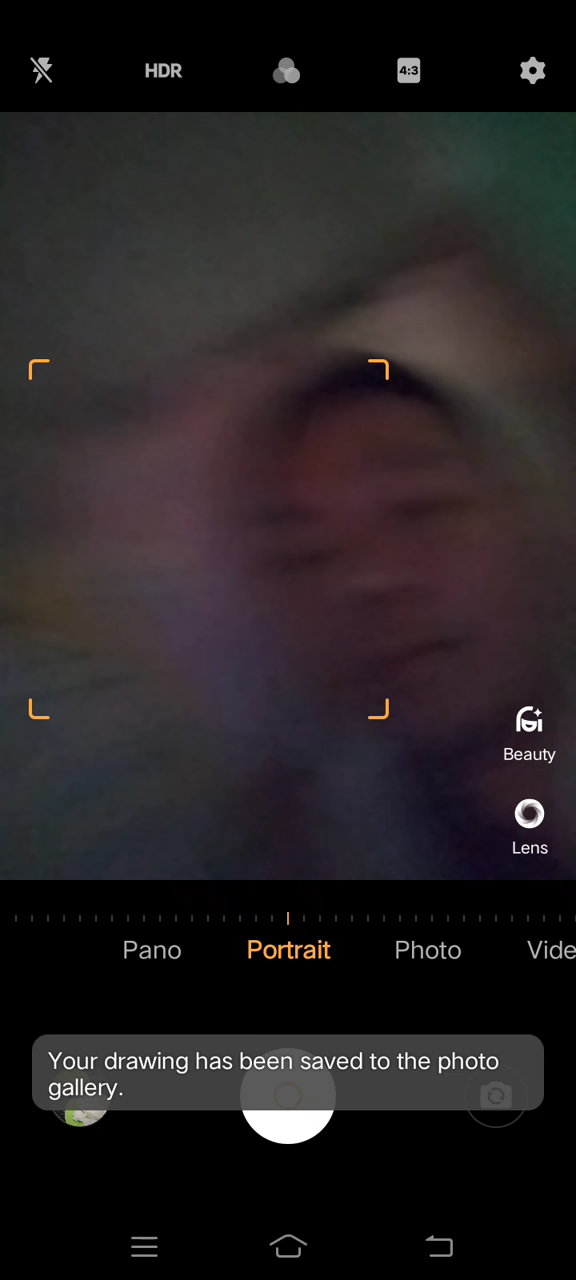 HDR
4:3
Beauty
Lens
Pano Portrait Photo Vide
Your drawing has been saved to the photo
gallery.